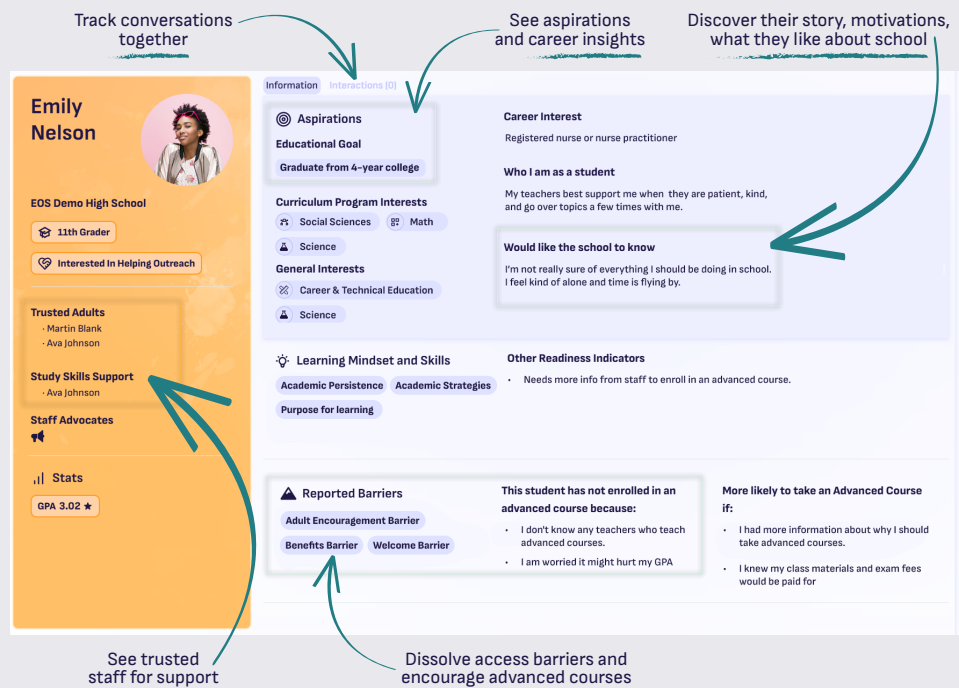 Track conversations
together
See aspirations
and career insights
Discover their story, motivations,
what they like about school
Emily
Nelson
EOS Demo High School
11th Grader
Interested In Helping Outreach
Trusted Adults
· Martin Blank
· Ava Johnson
Study Skills Support
· Ava Johnson
Staff Advocates
Stats
GPA 3.02 ★
Information
Interactions (0)
Aspirations
Educational Goal
Graduate from 4-year college
Curriculum Program Interests
Social Sciences
Math
Science
General Interests
Career & Technical Education
Science
Career Interest
Registered nurse or nurse practitioner
Who I am as a student
My teachers best support me when they are patient, kind,
and go over topics a few times with me.
Would like the school to know
I'm not really sure of everything I should be doing in school.
I feel kind of alone and time is flying by.
Learning Mindset and Skills
Academic Persistence
Academic Strategies
Purpose for learning
Other Readiness Indicators
• Needs more info from staff to enroll in an advanced course.
Reported Barriers
Adult Encouragement Barrier
Benefits Barrier
Welcome Barrier
This student has not enrolled in an
advanced course because:
• I don't know any teachers who teach
advanced courses.
• I am worried it might hurt my GPA
More likely to take an Advanced Course
if:
• I had more information about why I should
take advanced courses.
• I knew my class materials and exam fees
would be paid for
See trusted
staff for support
Dissolve access barriers and
encourage advanced courses